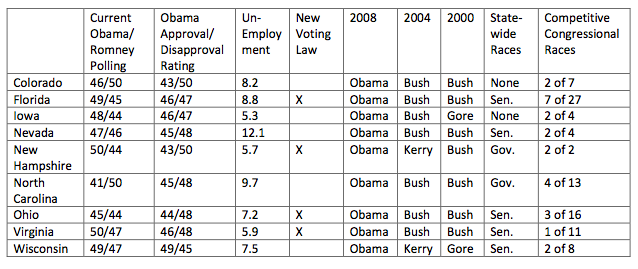 Current Obama/ Romney Polling | Obama Approval/ Disapproval Rating | Un- Employ ment | New Voting Law | 2008 | 2004 | 2000 | State- wide Races | Competitive Congressional Races
Colorado | 46/50 | 43/50 | 8.2 | | Obama | Bush | Bush | None | 2 of 7
Florida | 49/45 | 46/47 | 8.8 | X | Obama | Bush | Bush | Sen. | 7 of 27
Iowa | 48/44 | 46/47 | 5.3 | | Obama | Bush | Gore | None | 2 of 4
Nevada | 47/46 | 45/48 | 12.1 | | Obama | Bush | Bush | Sen. | 2 of 4
New Hampshire | 50/44 | 43/50 | 5.7 | X | Obama | Kerry | Bush | Gov. | 2 of 2
North Carolina | 41/50 | 45/48 | 9.7 | | Obama | Bush | Bush | Gov. | 4 of 13
Ohio | 45/44 | 44/48 | 7.2 | X | Obama | Bush | Bush | Sen. | 3 of 16
Virginia | 50/47 | 46/48 | 5.9 | X | Obama | Bush | Bush | Sen. | 1 of 11
Wisconsin | 49/47 | 49/45 | 7.5 | | Obama | Kerry | Gore | Sen. | 2 of 8